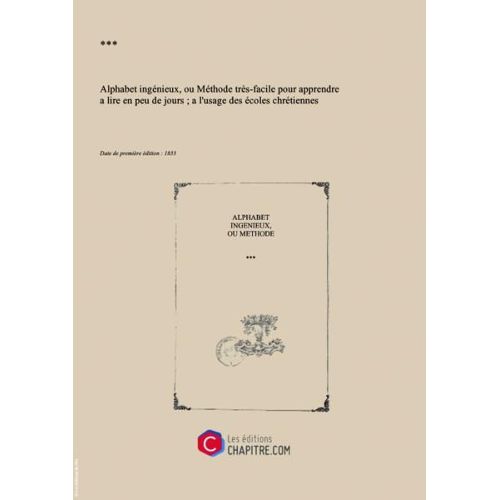 ***
Alphabet ingénieux, ou Méthode très-facile pour apprendre
a lire en peu de jours ; a l'usage des écoles chrétiennes
Date de première édition : 1833
ALPHABET
INGENIEUX,
OU METHODE
***
C
Les éditions
CHAPITRE.COM